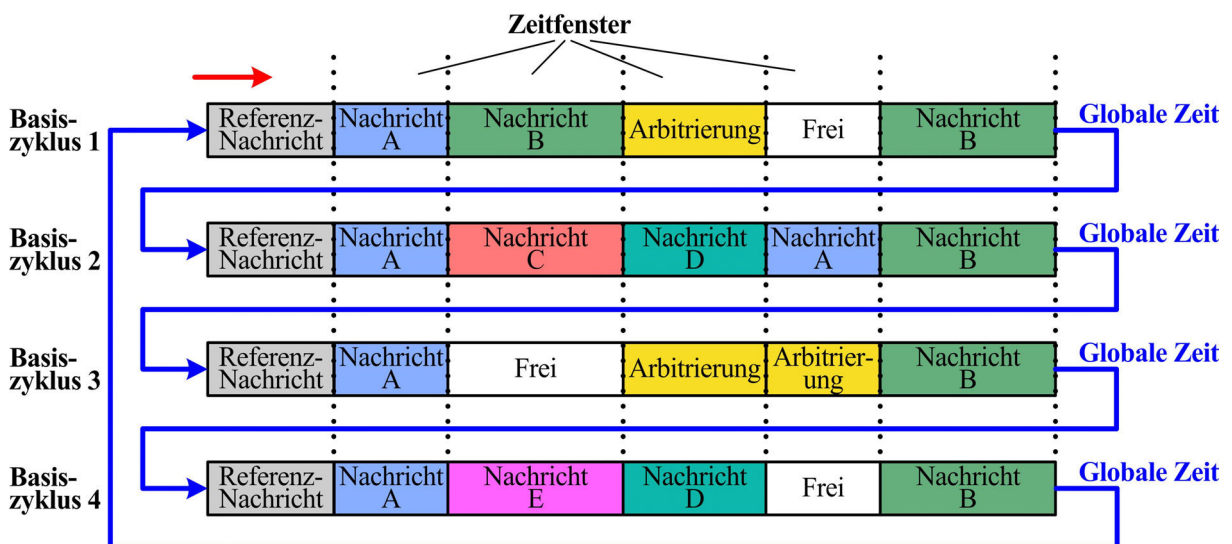 Zeitfenster
Basis-
zyklus 1
Referenz-
Nachricht
Nachricht
A
Nachricht
B
Arbitrierung
Frei
Nachricht
B
Globale Zeit
Basis-
zyklus 2
Referenz-
Nachricht
Nachricht
A
Nachricht
C
Nachricht
D
Nachricht
A
Nachricht
B
Globale Zeit
Basis-
zyklus 3
Referenz-
Nachricht
Nachricht
A
Frei
Arbitrierung
Arbitrier-
ung
Nachricht
B
Globale Zeit
Basis-
zyklus 4
Referenz-
Nachricht
Nachricht
A
Nachricht
E
Nachricht
D
Frei
Nachricht
B
Globale Zeit